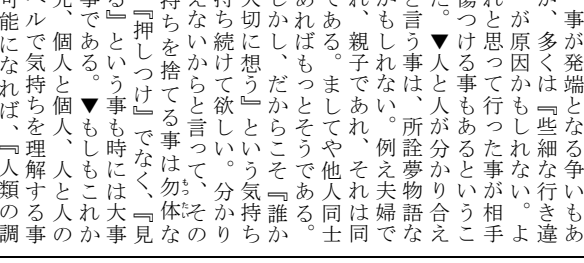 事が発端となる争いもあ
が、多くは『些細な行き違
が原因かもしれない。よ
れと思って行った事が相手
傷つける事もあるというこ
だ。▼人と人が分かり合え
と言う事は、所詮夢物語な
かもしれない。例え夫婦で
れ、親子であれ、それは同
である。ましてや他人同士
あればもっとそうである。
しかし、だからこそ『誰か
大切に想う』という気持ち
持ち続けて欲しい。分かり
えないからと言って、その
持ちを捨てる事は勿体な
『押しつけ』でなく、『見
る』という事も時には大事
事である。▼もしもこれか
先、個人と個人、人と人の
ベルで気持ちを理解する事
可能になれば、『人類の調